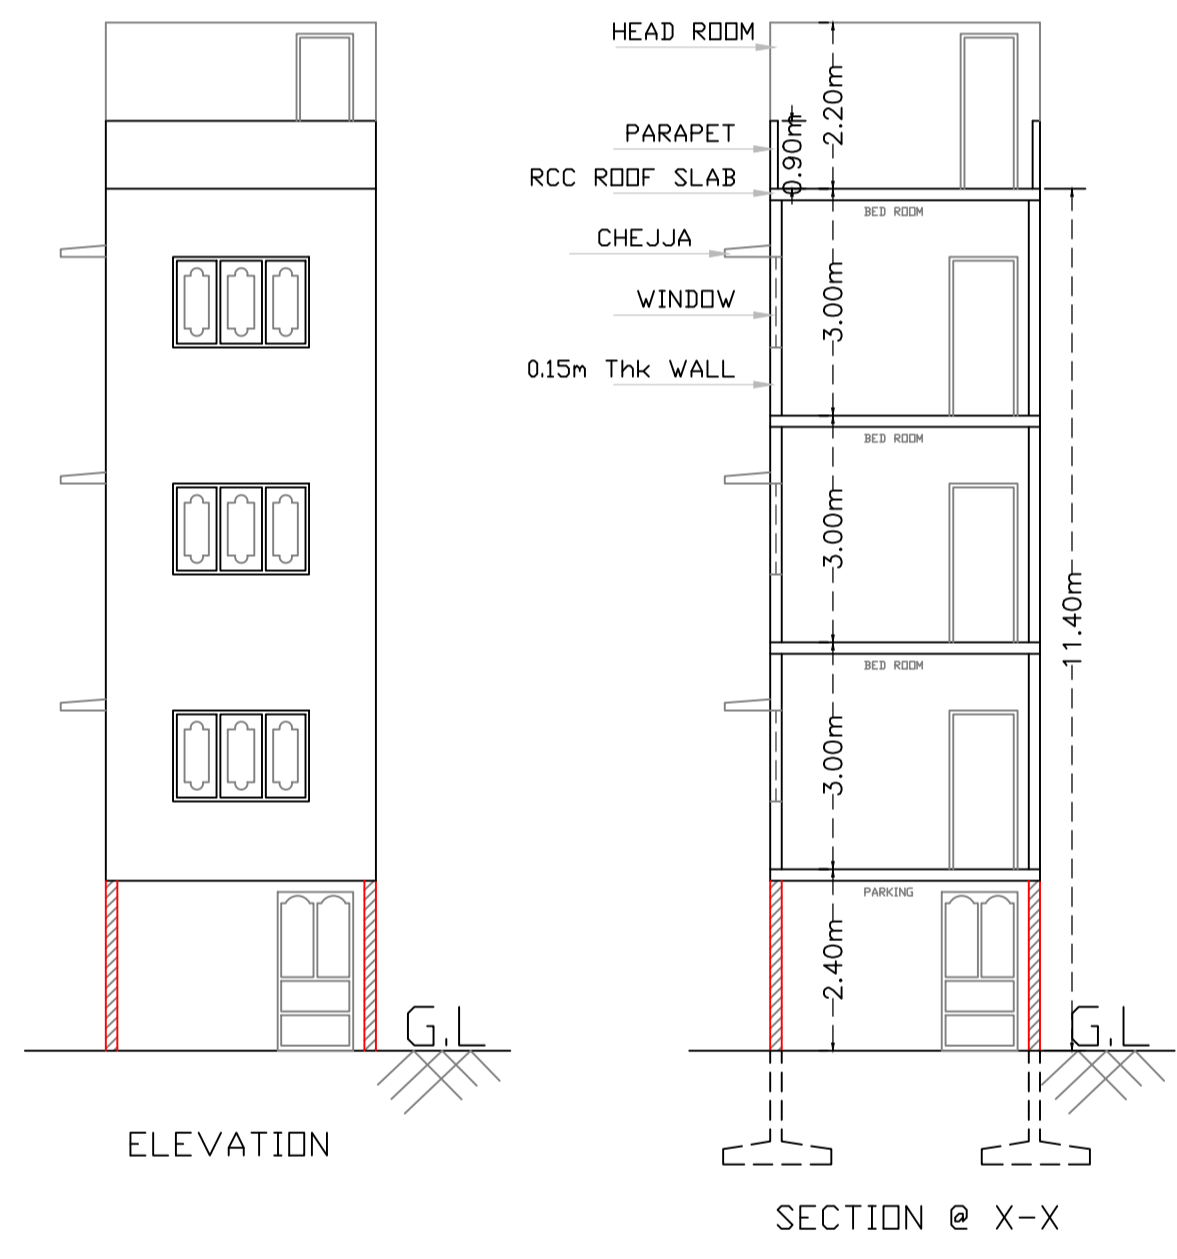 HEAD ROOM
2.20m
PARAPET
0.90m
RCC ROOF SLAB
BED ROOM
CHEJJA
WINDOW
3.00m
0.15m Thk WALL
BED ROOM
3.00m
11.40m
BED ROOM
3.00m
PARKING
2.40m
G.L
G.L
ELEVATION
SECTION @ X-X